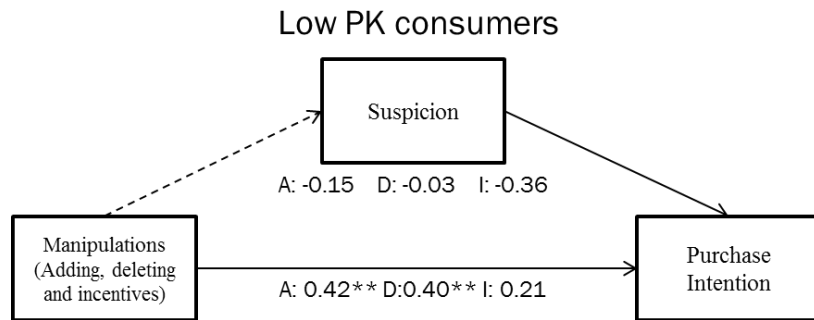 Low PK consumers
Suspicion
A: -0.15 D: -0.03 I: -0.36
Manipulations
(Adding, deleting
and incentives)
A: 0.42** D:0.40** I: 0.21
Purchase
Intention